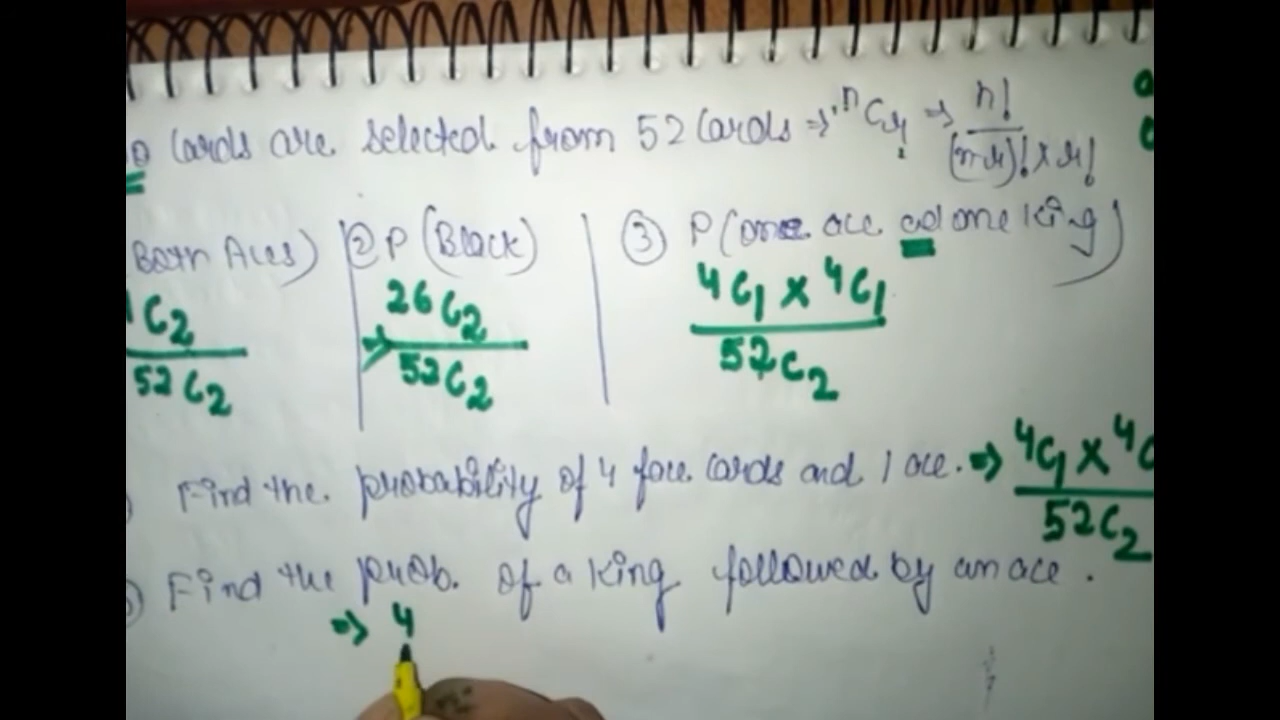 Cards are selected from 52 Cards ⇒ ⁿCr ⇒ n! / (n-r)! × r!
Both Aces) | ② P (Black) | ③ P (one ace ad one king)
C2 / 52C2 | ⇒ 26C2 / 52C2 | 4C1 × 4C1 / 52C2
Find the probability of 4 face cards and 1 ace. ⇒ 4C1 × 4C / 52C2
Find the prob. of a king followed by an ace.
⇒ 4